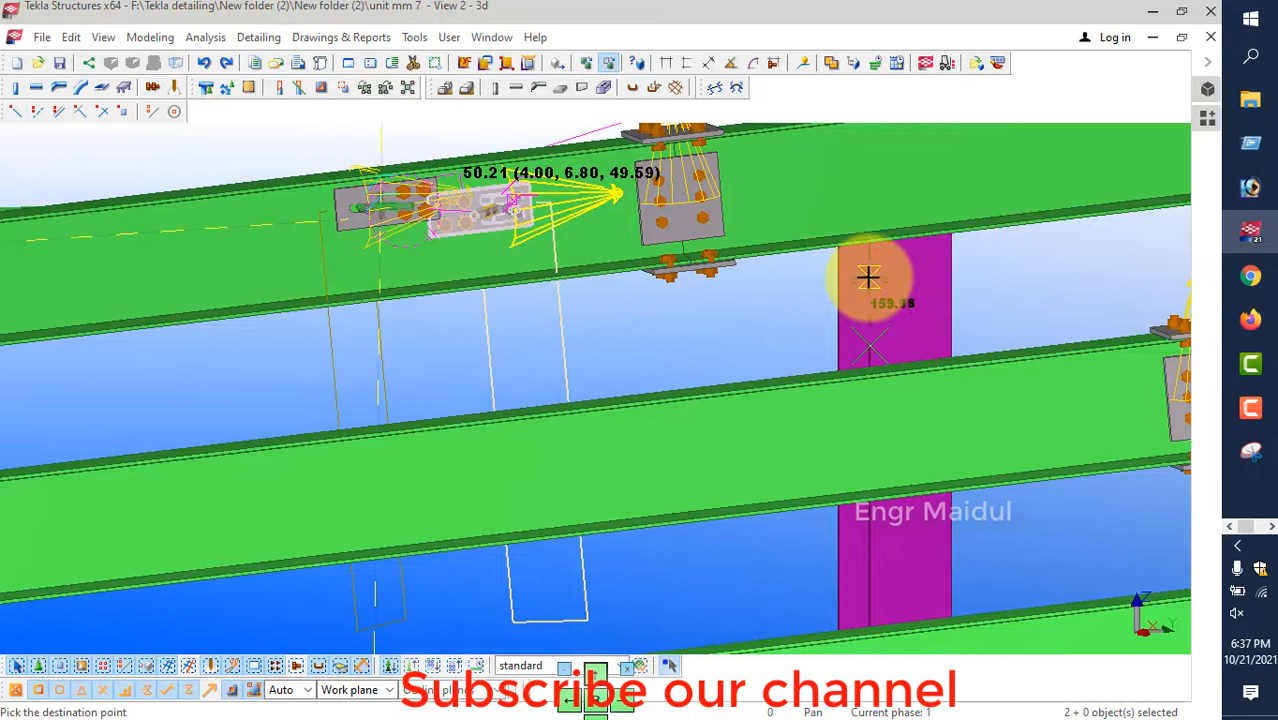 Tekla Structures x64 - F:\Tekla detailing\New folder (2)\New folder (2)\unit mm 7 - View 2 - 3d
File Edit View Modeling Analysis Detailing Drawings & Reports Tools User Window Help
Log in
50.21 (4.00, 6.80, 49.59)
Engr Maidul
Z
X Y
21
standard
Auto
Work plane
Subscribe our channel
Pick the destination point
0 Pan Current phase: 1 2 + 0 object(s) selected
6:37 PM
10/21/2021